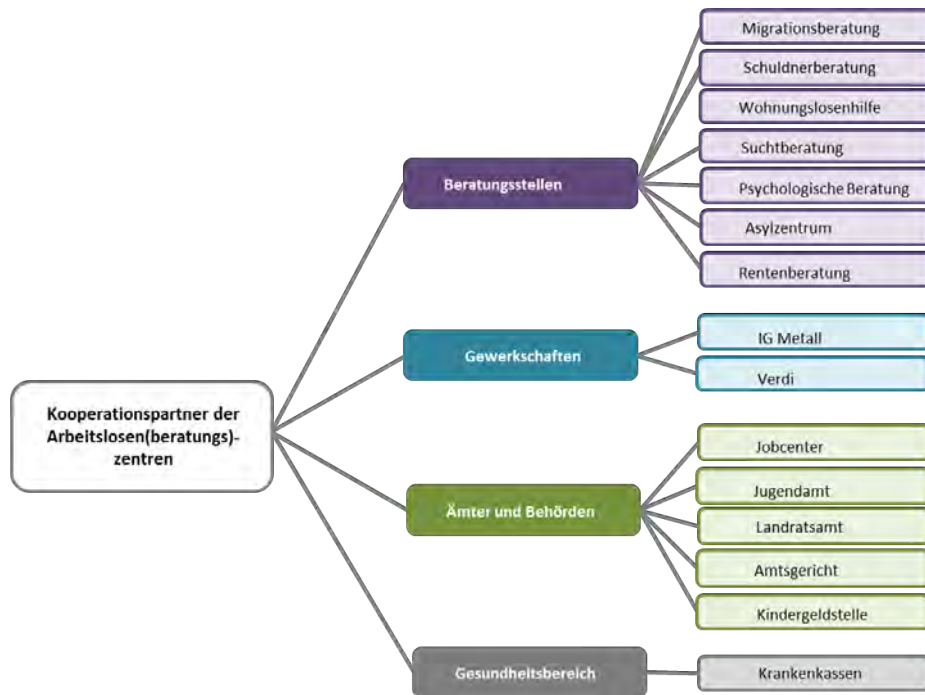 Kooperationspartner der
Arbeitslosen(beratungs)-
zentren
Beratungsstellen
Migrationsberatung
Schuldnerberatung
Wohnungslosenhilfe
Suchtberatung
Psychologische Beratung
Asylzentrum
Rentenberatung
Gewerkschaften
IG Metall
Verdi
Ämter und Behörden
Jobcenter
Jugendamt
Landratsamt
Amtsgericht
Kindergeldstelle
Gesundheitsbereich
Krankenkassen